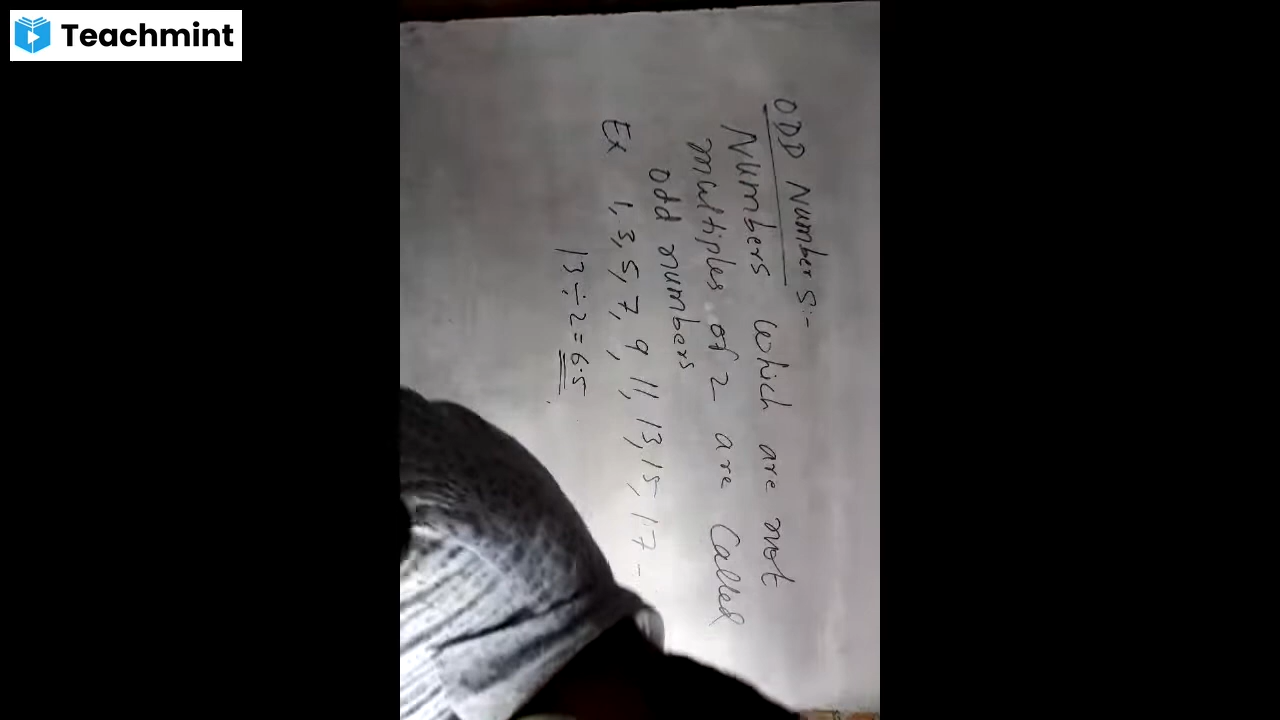 Teachmint
ODD Numbers:-
Numbers which are not
multiples of 2 are Called
odd numbers
Ex 1, 3, 5, 7, 9 11, 13, 15, 17 -
13 ÷ 2 = 6.5